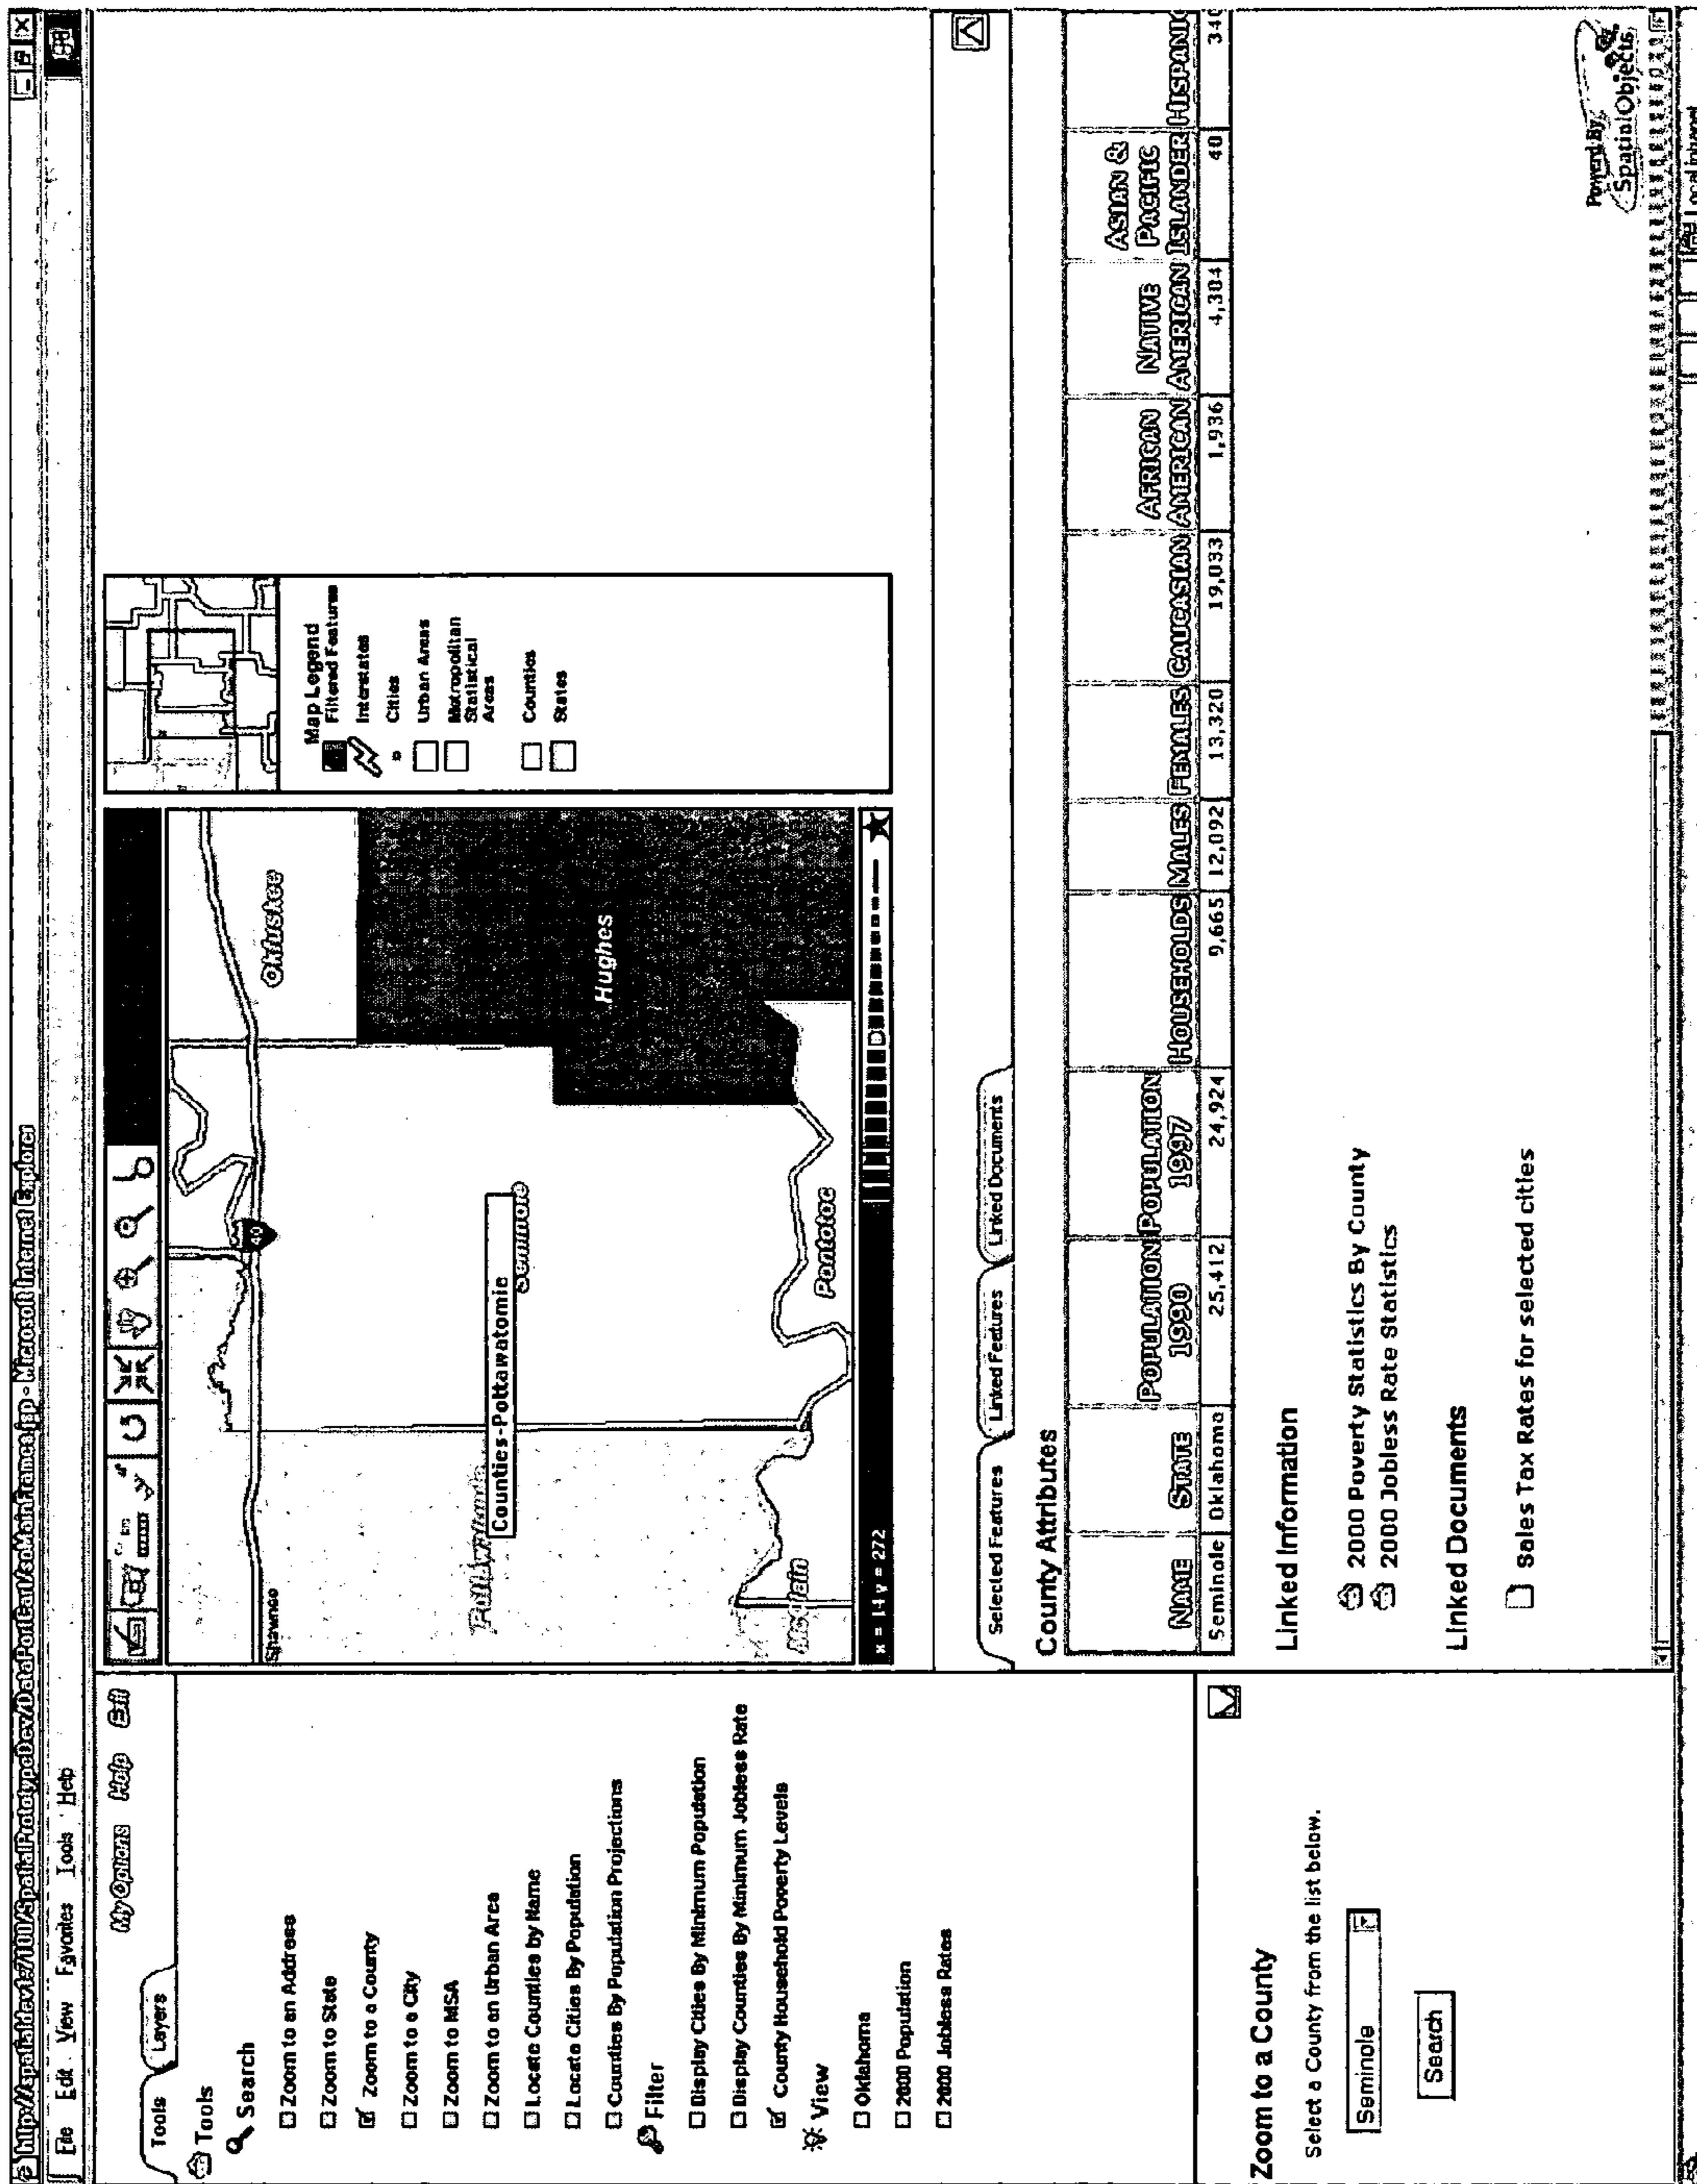 http://spatialdev1s:7100/SpatialPrototypeDev/DataPortCart/soMainFrances.jsp - Microsoft Internet Explorer
File Edit View Favorites Tools Help
My Options Help Exit
Tools Layers
Tools
Search
Zoom to an Address
Zoom to State
Zoom to a County
Zoom to a City
Zoom to MSA
Zoom to an Urban Area
Locate Counties by Name
Locate Cities By Population
Counties By Population Projections
Filter
Display Cities By Minimum Population
Display Counties By Minimum Jobless Rate
County Household Poverty Levels
View
Oklahoma
2000 Population
2000 Jobless Rates
Zoom to a County
Select a County from the list below.
Seminole
Search
Shawnee
40
Okfuskee
Pottawatomie
Counties-Pottawatomie
Seminole
Hughes
McClain
Pontotoc
x = 14 y = 272
Map Legend
Filtered Features
Interstates
Cities
Urban Areas
Metropolitan
Statistical
Areas
Counties
States
Selected Features Linked Features Linked Documents
County Attributes
NAME STATE POPULATION 1990 POPULATION 1997 HOUSEHOLDS MALES FEMALES CAUCASIAN AFRICAN AMERICAN NATIVE AMERICAN ASIAN & PACIFIC ISLANDER HISPANIC
Seminole Oklahoma 25,412 24,924 9,665 12,092 13,320 19,033 1,936 4,304 40 340
Linked Information
2000 Poverty Statistics By County
2000 Jobless Rate Statistics
Linked Documents
Sales Tax Rates for selected cities
Powerd By
SpatialObjects
Local intranet